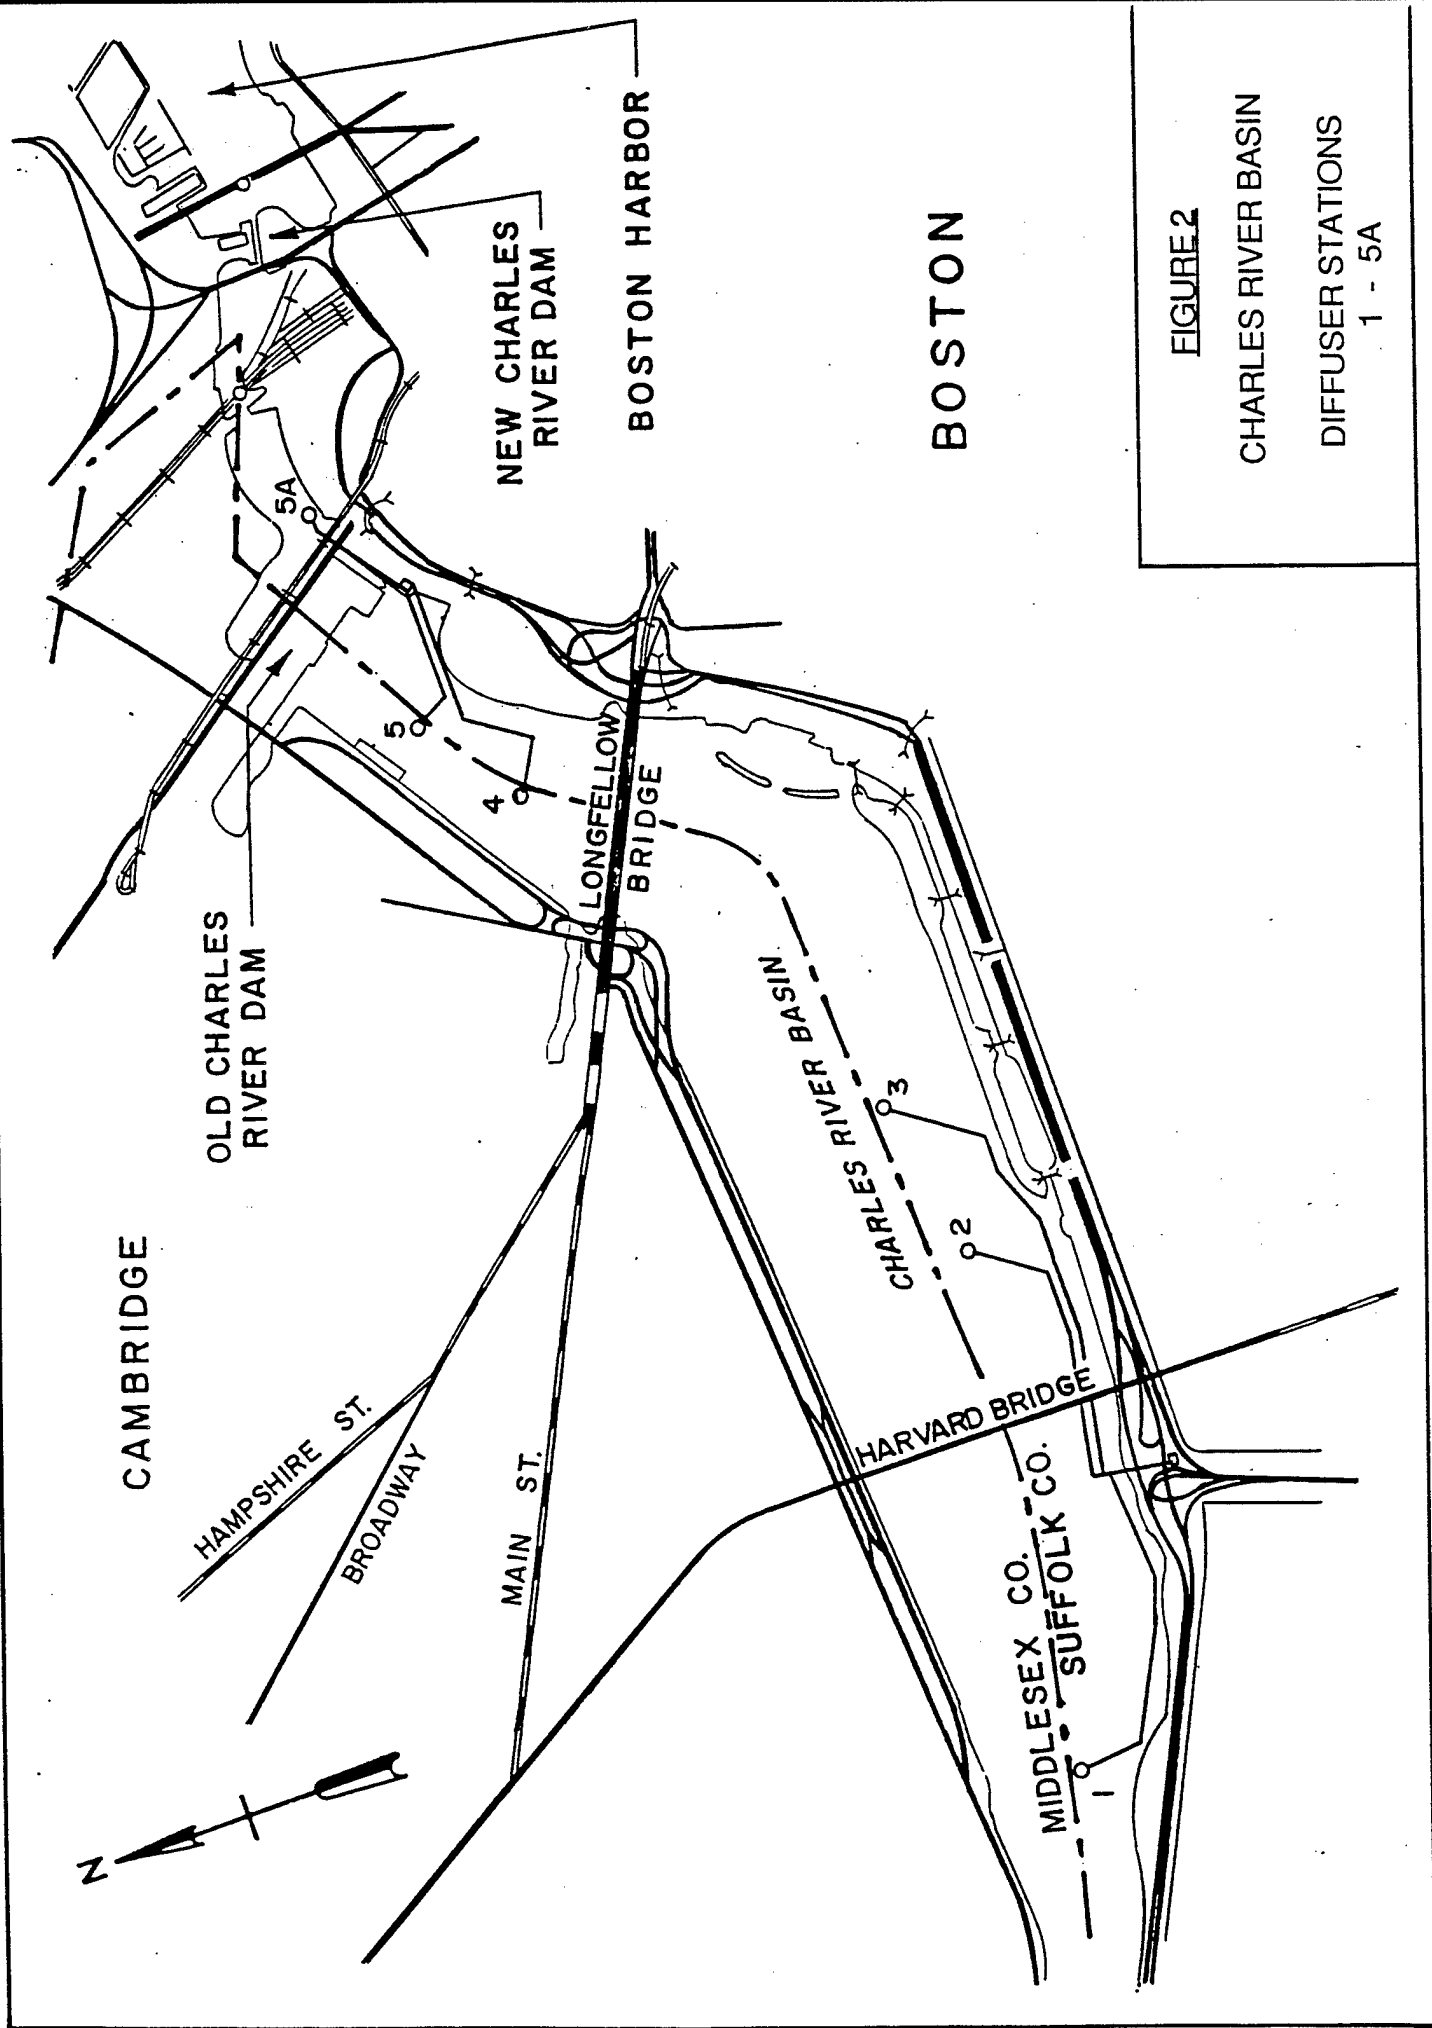 CAMBRIDGE
HAMPSHIRE ST.
BROADWAY
MAIN ST.
OLD CHARLES
RIVER DAM
N
NEW CHARLES
RIVER DAM
BOSTON HARBOR
BOSTON
LONGFELLOW
BRIDGE
CHARLES RIVER BASIN
HARVARD BRIDGE
MIDDLESEX CO.
SUFFOLK CO.
1
2
3
4
5
5A
FIGURE 2
CHARLES RIVER BASIN
DIFFUSER STATIONS
1 - 5A